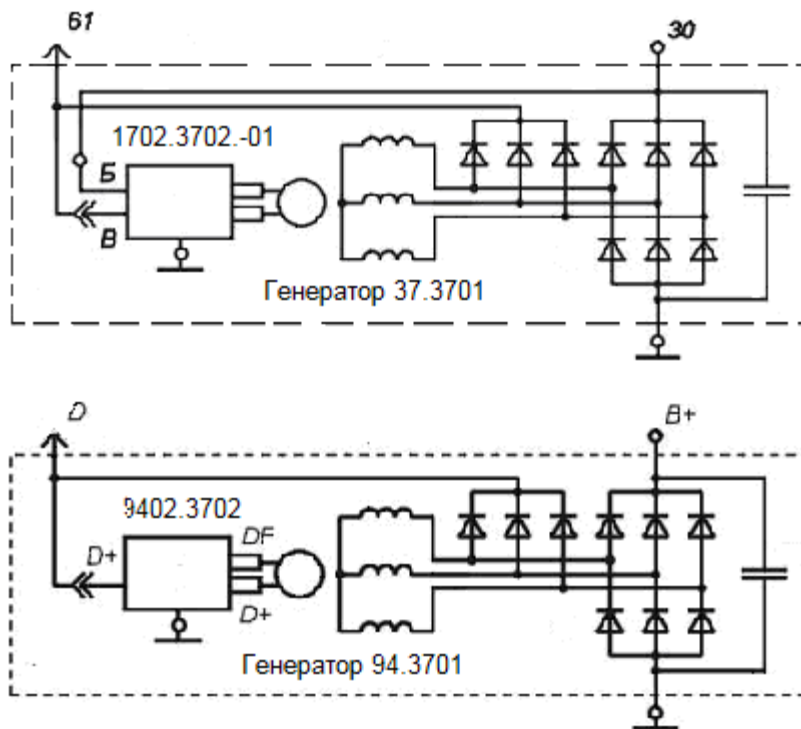 61
30
1702.3702.-01
Б
В
Генератор 37.3701
D
B+
9402.3702
DF
D+
D+
Генератор 94.3701